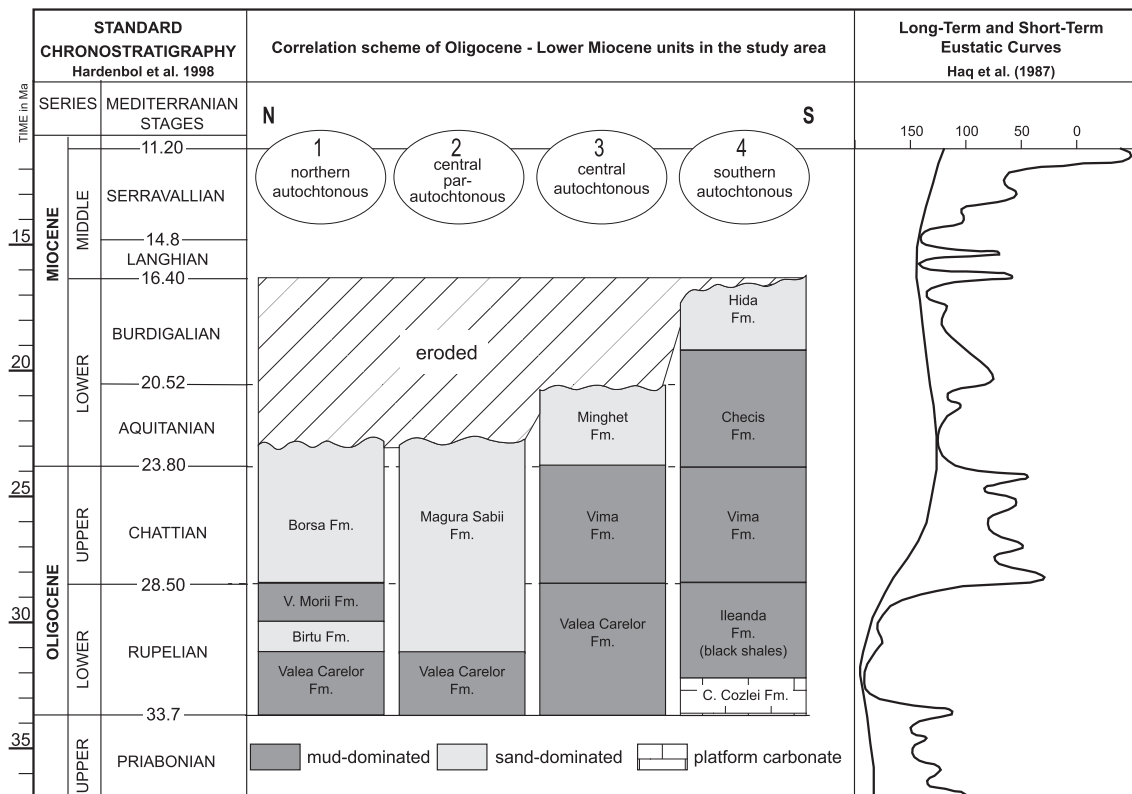 STANDARD
CHRONOSTRATIGRAPHY
Hardenbol et al. 1998
Correlation scheme of Oligocene - Lower Miocene units in the study area
Long-Term and Short-Term
Eustatic Curves
Haq et al. (1987)
TIME in Ma
SERIES
MEDITERRANIAN
STAGES
N
S
150 100 50 0
11.20
1
northern
autochtonous
2
central
par-
autochtonous
3
central
autochtonous
4
southern
autochtonous
MIOCENE
MIDDLE
SERRAVALLIAN
14.8
15
LANGHIAN
16.40
LOWER
BURDIGALIAN
20
20.52
AQUITANIAN
23.80
eroded
Hida
Fm.
Minghet
Fm.
Checis
Fm.
OLIGOCENE
UPPER
25
CHATTIAN
28.50
Borsa Fm.
Magura Sabii
Fm.
Vima
Fm.
Vima
Fm.
LOWER
30
RUPELIAN
33.7
V. Morii Fm.
Birtu Fm.
Valea Carelor
Fm.
Valea Carelor
Fm.
Valea Carelor
Fm.
Ileanda
Fm.
(black shales)
C. Cozlei Fm.
35
UPPER
PRIABONIAN
mud-dominated
sand-dominated
platform carbonate